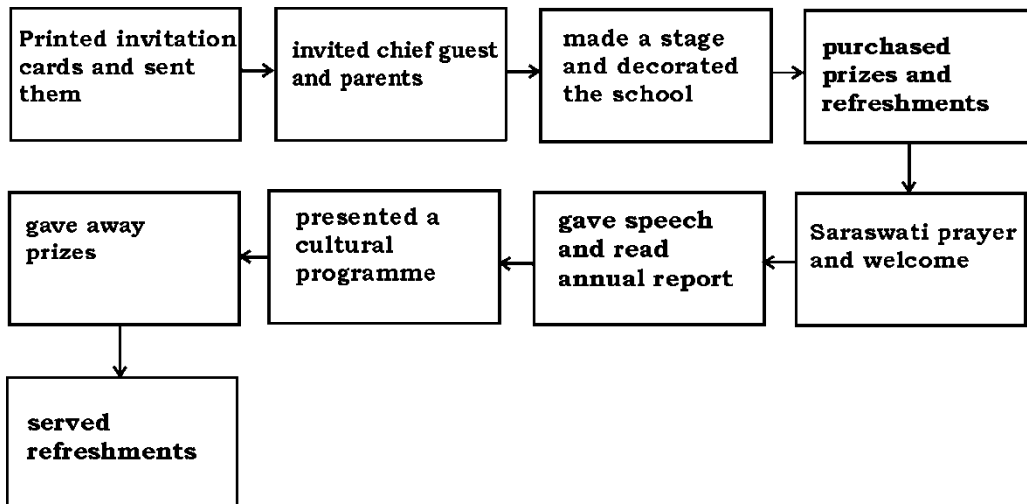 Printed invitation
cards and sent
them
invited chief guest
and parents
made a stage
and decorated
the school
purchased
prizes and
refreshments
Saraswati prayer
and welcome
gave speech
and read
annual report
presented a
cultural
programme
gave away
prizes
served
refreshments